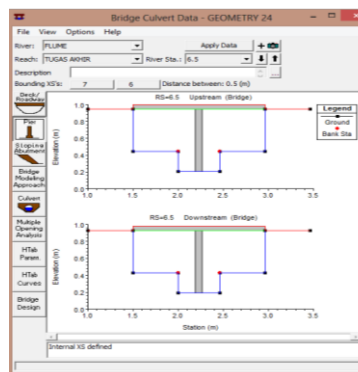 Bridge Culvert Data - GEOMETRY 24
File View Options Help
River: FLUME Apply Data
Reach: TUGAS AKHIR River Sta.: 6.5
Description
Bounding XS's: 7 6 Distance between: 0.5 (m)
Deck/
Roadway
Pier
Sloping
Abutment
Bridge
Modeling
Approach
Culvert
Multiple
Opening
Analysis
HTab
Param.
HTab
Curves
Bridge
Design
RS=6.5 Upstream (Bridge)
Elevation (m)
1.0
0.8
0.6
0.4
0.2
0.0
1.0 1.5 2.0 2.5 3.0 3.5
Legend
Ground
Bank Sta
RS=6.5 Downstream (Bridge)
Elevation (m)
1.0
0.8
0.6
0.4
0.2
0.0
1.0 1.5 2.0 2.5 3.0 3.5
Station (m)
Internal XS defined